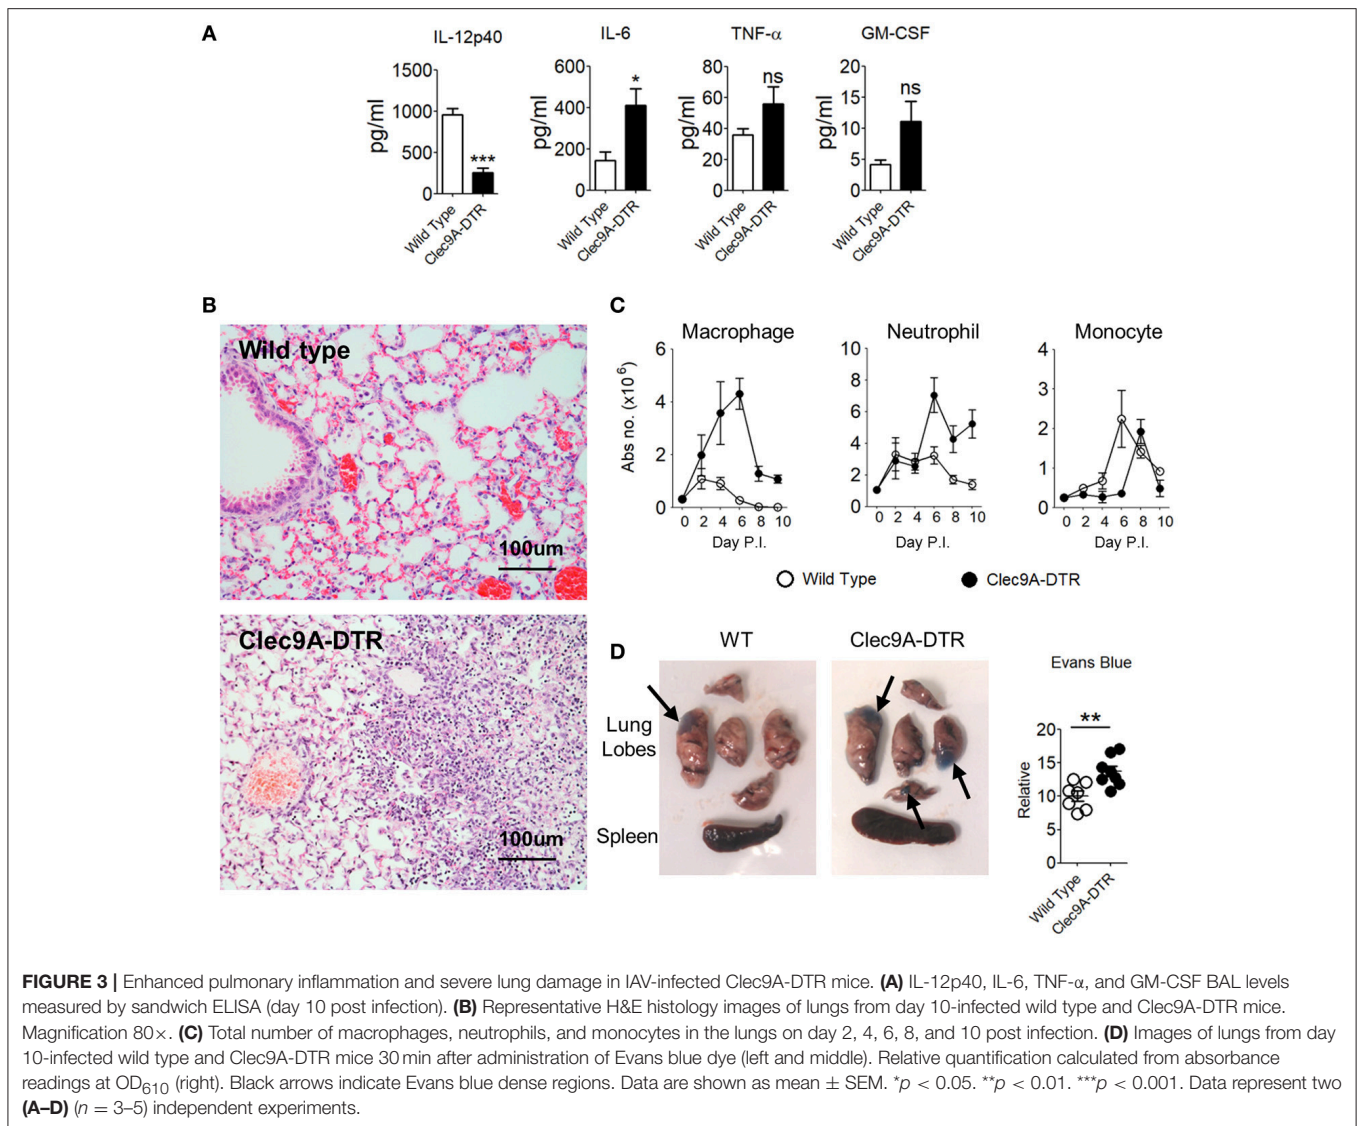 A
IL-12p40
IL-6
TNF-α
GM-CSF
1500
1000
500
0
pg/ml
***
Wild Type
Clec9A-DTR
600
400
200
0
pg/ml
*
Wild Type
Clec9A-DTR
80
60
40
20
0
pg/ml
ns
Wild Type
Clec9A-DTR
20
15
10
5
0
pg/ml
ns
Wild Type
Clec9A-DTR
B
Wild type
100um
Clec9A-DTR
100um
C
Macrophage
Neutrophil
Monocyte
Abs no. (x10⁶)
6
4
2
0
0 2 4 6 8 10
Day P.I.
10
8
6
4
2
0
0 2 4 6 8 10
Day P.I.
4
3
2
1
0
0 2 4 6 8 10
Day P.I.
Wild Type
Clec9A-DTR
D
WT
Clec9A-DTR
Lung
Lobes
Spleen
Evans Blue
**
20
15
10
5
0
Relative
Wild Type
Clec9A-DTR
FIGURE 3 | Enhanced pulmonary inflammation and severe lung damage in IAV-infected Clec9A-DTR mice. (A) IL-12p40, IL-6, TNF-α, and GM-CSF BAL levels
measured by sandwich ELISA (day 10 post infection). (B) Representative H&E histology images of lungs from day 10-infected wild type and Clec9A-DTR mice.
Magnification 80×. (C) Total number of macrophages, neutrophils, and monocytes in the lungs on day 2, 4, 6, 8, and 10 post infection. (D) Images of lungs from day
10-infected wild type and Clec9A-DTR mice 30 min after administration of Evans blue dye (left and middle). Relative quantification calculated from absorbance
readings at OD₆₁₀ (right). Black arrows indicate Evans blue dense regions. Data are shown as mean ± SEM. *p < 0.05. **p < 0.01. ***p < 0.001. Data represent two
(A–D) (n = 3–5) independent experiments.